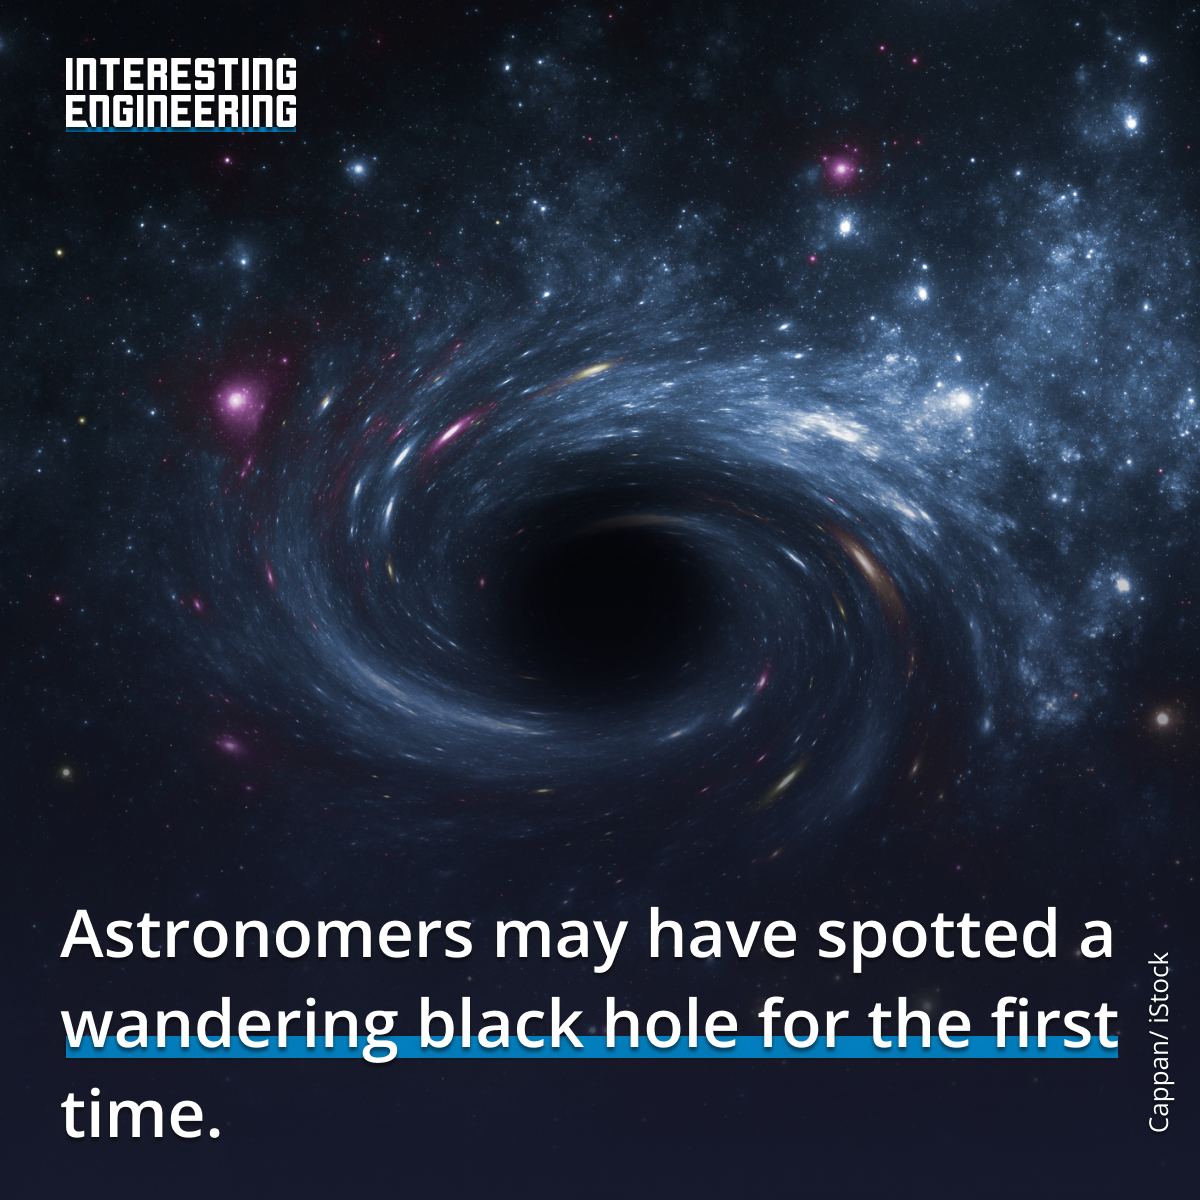 INTERESTING
ENGINEERING
Astronomers may have spotted a
wandering black hole for the first
time.
Cappan/ iStock